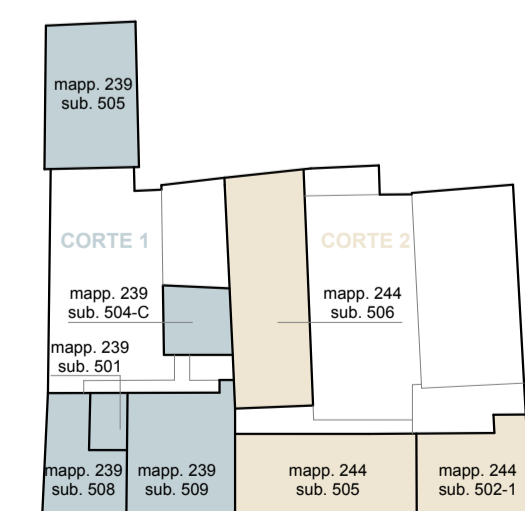 mapp. 239
sub. 505
CORTE 1
CORTE 2
mapp. 239
sub. 504-C
mapp. 244
sub. 506
mapp. 239
sub. 501
mapp. 239
sub. 508
mapp. 239
sub. 509
mapp. 244
sub. 505
mapp. 244
sub. 502-1